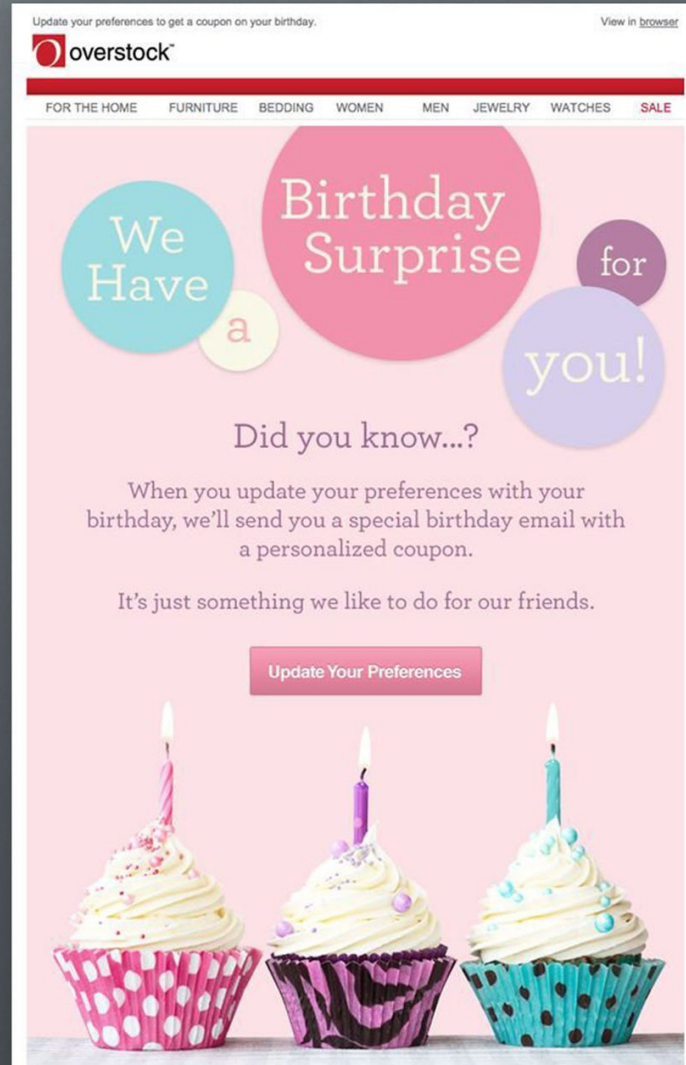 Update your preferences to get a coupon on your birthday.
View in browser
overstock™
FOR THE HOME FURNITURE BEDDING WOMEN MEN JEWELRY WATCHES SALE
We
Have
a
Birthday
Surprise
for
you!
Did you know...?
When you update your preferences with your
birthday, we'll send you a special birthday email with
a personalized coupon.
It's just something we like to do for our friends.
Update Your Preferences